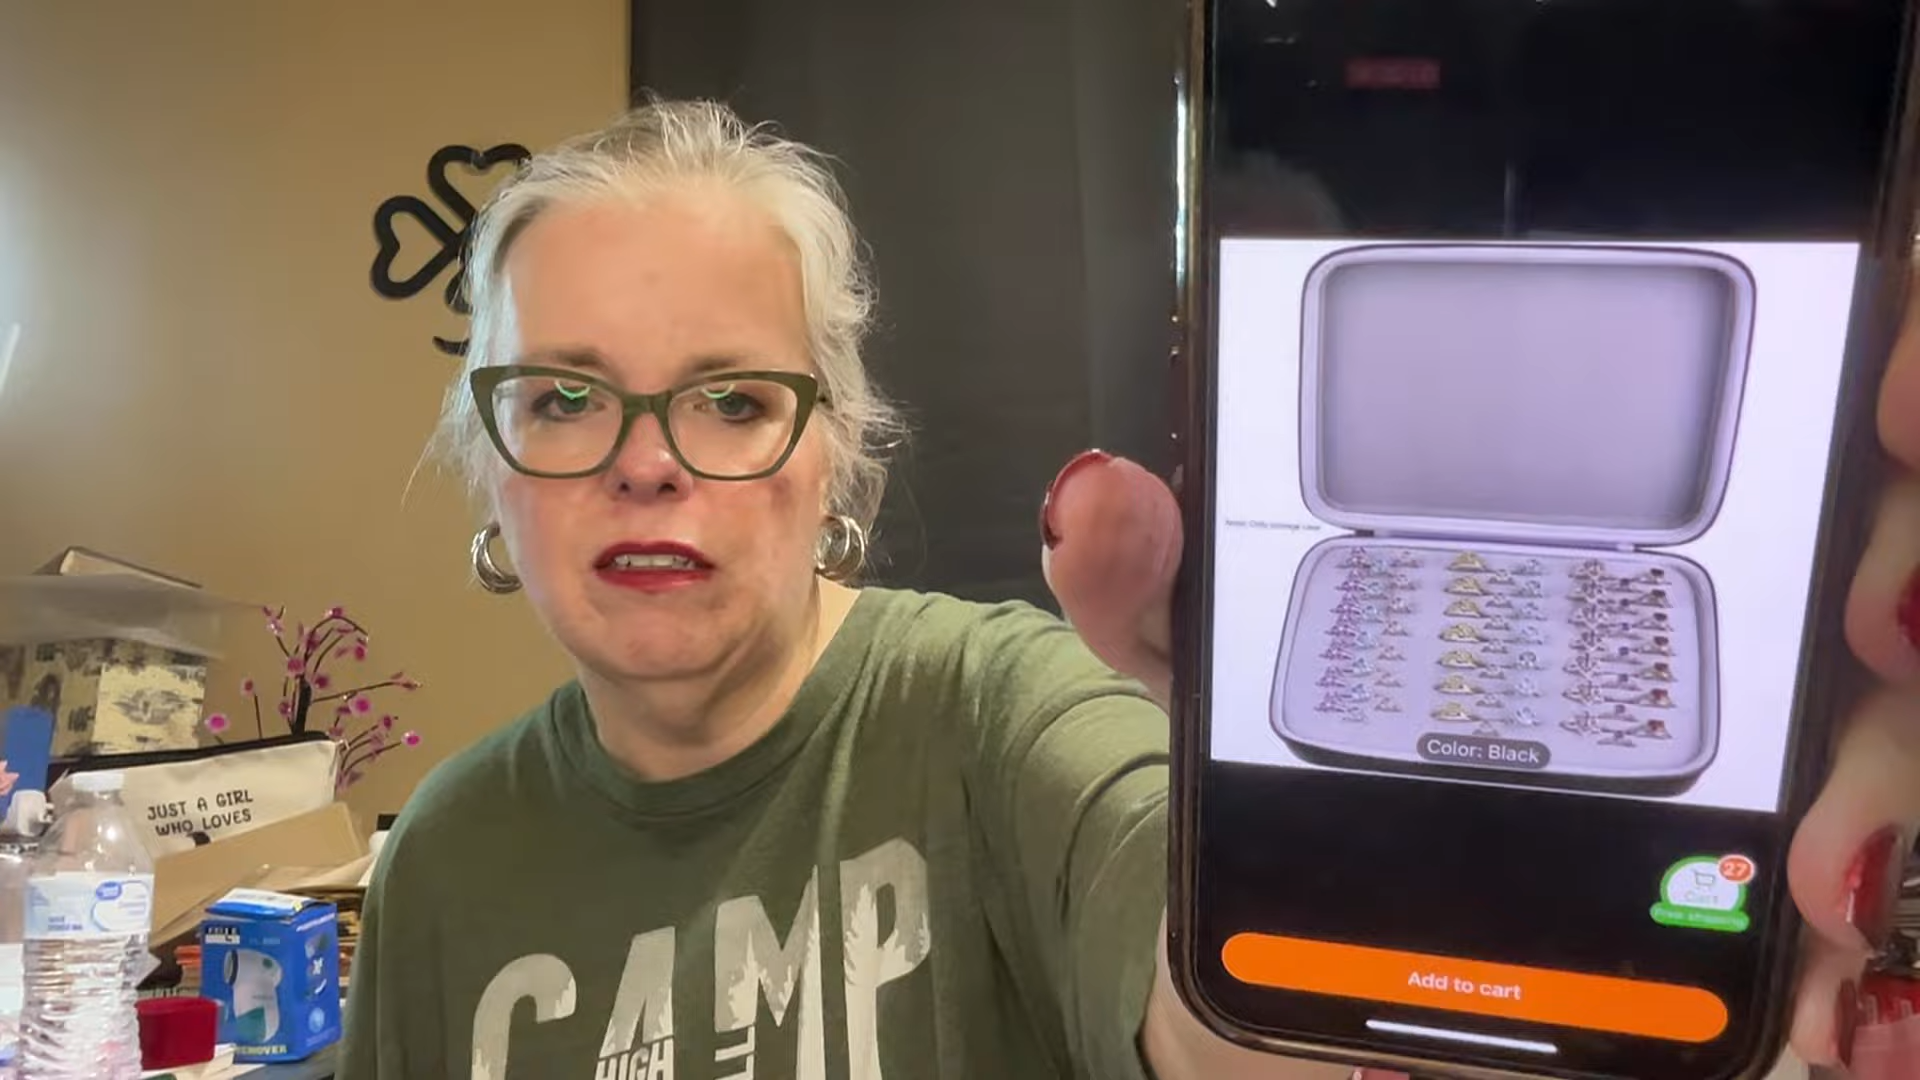 JUST A GIRL
WHO LOVES
CAMP
HIGH
Color: Black
27
Cart
Free shipping
Add to cart